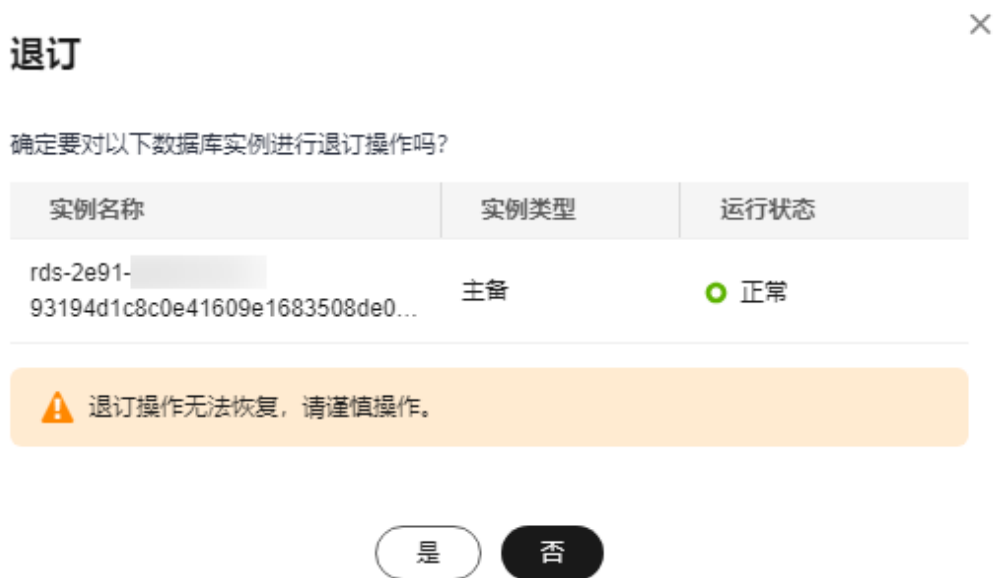 退订
确定要对以下数据库实例进行退订操作吗?
实例名称 实例类型 运行状态
rds-2e91-
93194d1c8c0e41609e1683508de0...
主备
正常
退订操作无法恢复，请谨慎操作。
是 否